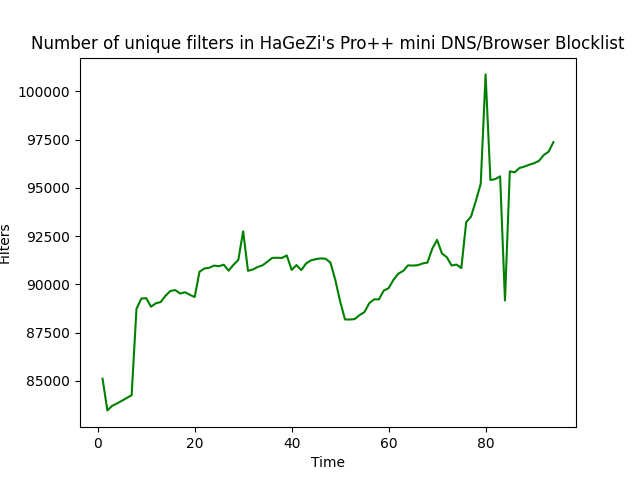 Number of unique filters in HaGeZi's Pro++ mini DNS/Browser Blocklist
100000
97500
95000
92500
90000
87500
85000
Filters
0 20 40 60 80
Time